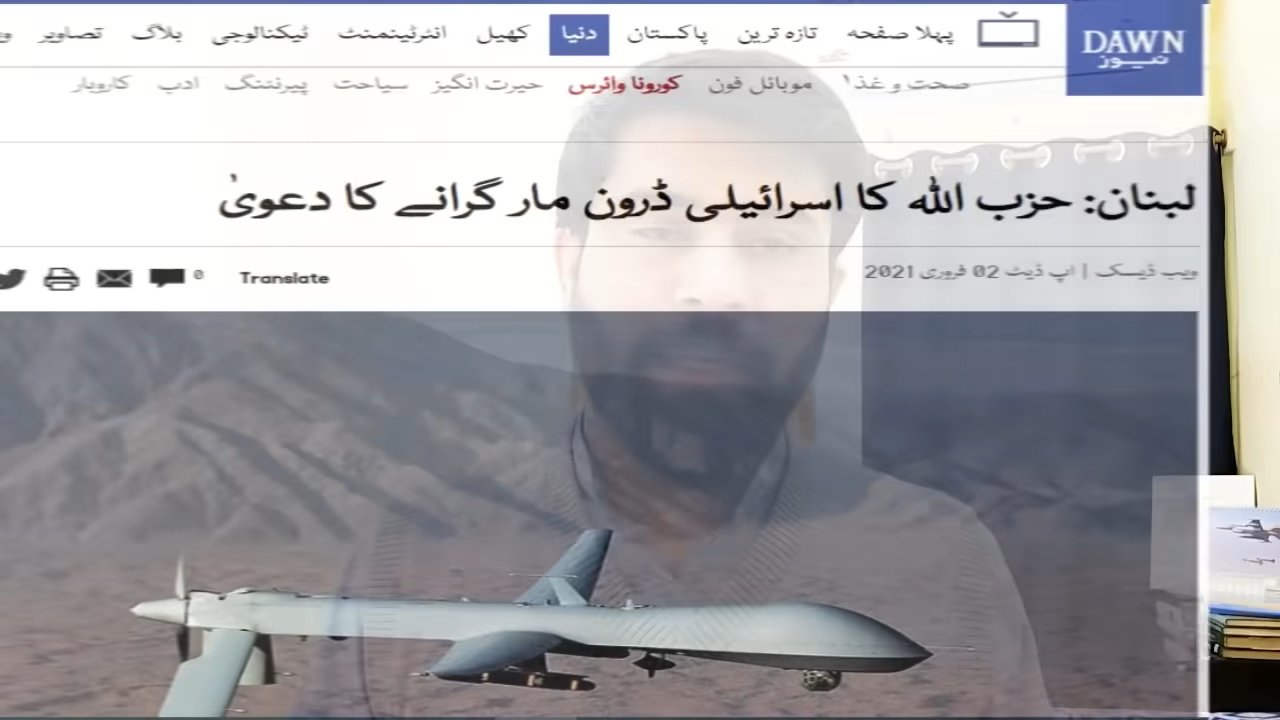 DAWN
نیوز
پہلا صفحہ تازہ ترین پاکستان دنیا کھیل انٹرٹینمنٹ ٹیکنالوجی بلاگ تصاویر
صحت و غذا موبائل فون کورونا وائرس حیرت انگیز سیاحت پیرنٹنگ ادب کاروبار
لبنان: حزب اللہ کا اسرائیلی ڈرون مار گرانے کا دعویٰ
ویب ڈیسک | اپ ڈیٹ 02 فروری 2021
0 Translate